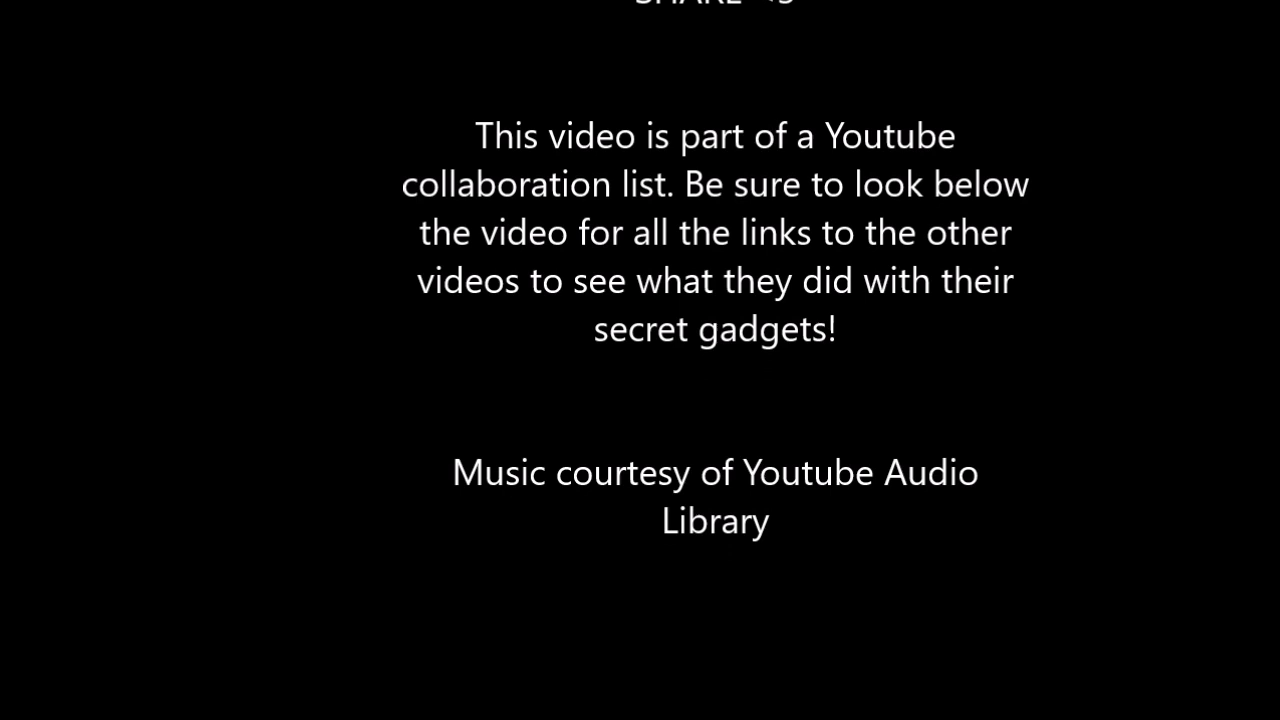 SHARE <3
This video is part of a Youtube
collaboration list. Be sure to look below
the video for all the links to the other
videos to see what they did with their
secret gadgets!
Music courtesy of Youtube Audio
Library